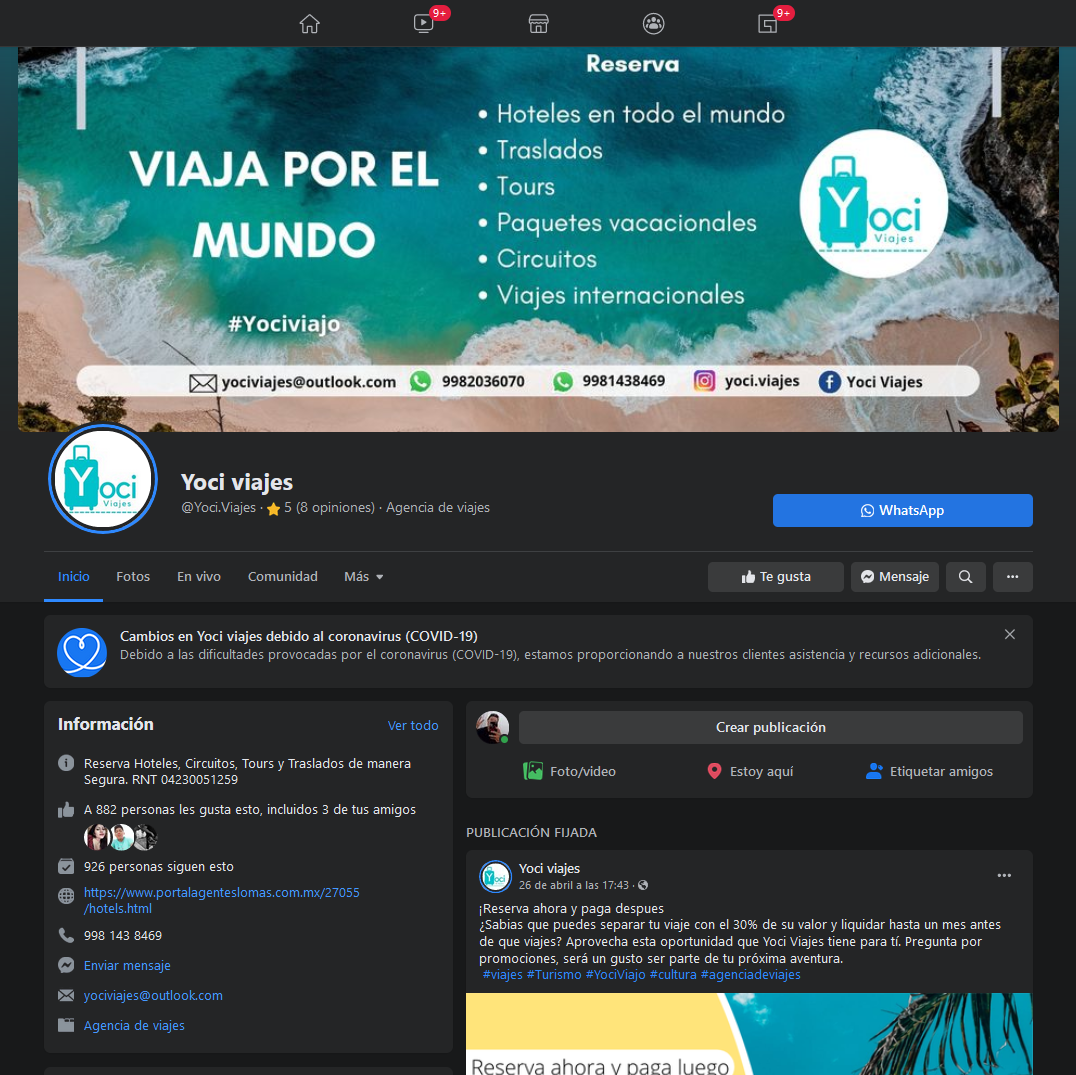 9+
9+
Reserva
• Hoteles en todo el mundo
• Traslados
• Tours
• Paquetes vacacionales
• Circuitos
• Viajes internacionales
VIAJA POR EL
MUNDO
#Yociviajo
Yoci
Viajes
yociviajes@outlook.com 9982036070 9981438469 yoci.viajes Yoci Viajes
Yoci
Viajes
Yoci viajes
@Yoci.Viajes · 5 (8 opiniones) · Agencia de viajes
WhatsApp
Inicio Fotos En vivo Comunidad Más
Te gusta Mensaje
Cambios en Yoci viajes debido al coronavirus (COVID-19)
Debido a las dificultades provocadas por el coronavirus (COVID-19), estamos proporcionando a nuestros clientes asistencia y recursos adicionales.
Información Ver todo
Reserva Hoteles, Circuitos, Tours y Traslados de manera
Segura. RNT 04230051259
A 882 personas les gusta esto, incluidos 3 de tus amigos
926 personas siguen esto
https://www.portalagenteslomas.com.mx/27055
/hotels.html
998 143 8469
Enviar mensaje
yociviajes@outlook.com
Agencia de viajes
Crear publicación
Foto/video Estoy aquí Etiquetar amigos
PUBLICACIÓN FIJADA
Yoci
Yoci viajes
26 de abril a las 17:43 ·
¡Reserva ahora y paga despues
¿Sabias que puedes separar tu viaje con el 30% de su valor y liquidar hasta un mes antes
de que viajes? Aprovecha esta oportunidad que Yoci Viajes tiene para tí. Pregunta por
promociones, será un gusto ser parte de tu próxima aventura.
#viajes #Turismo #YociViajo #cultura #agenciadeviajes
Reserva ahora y paga luego